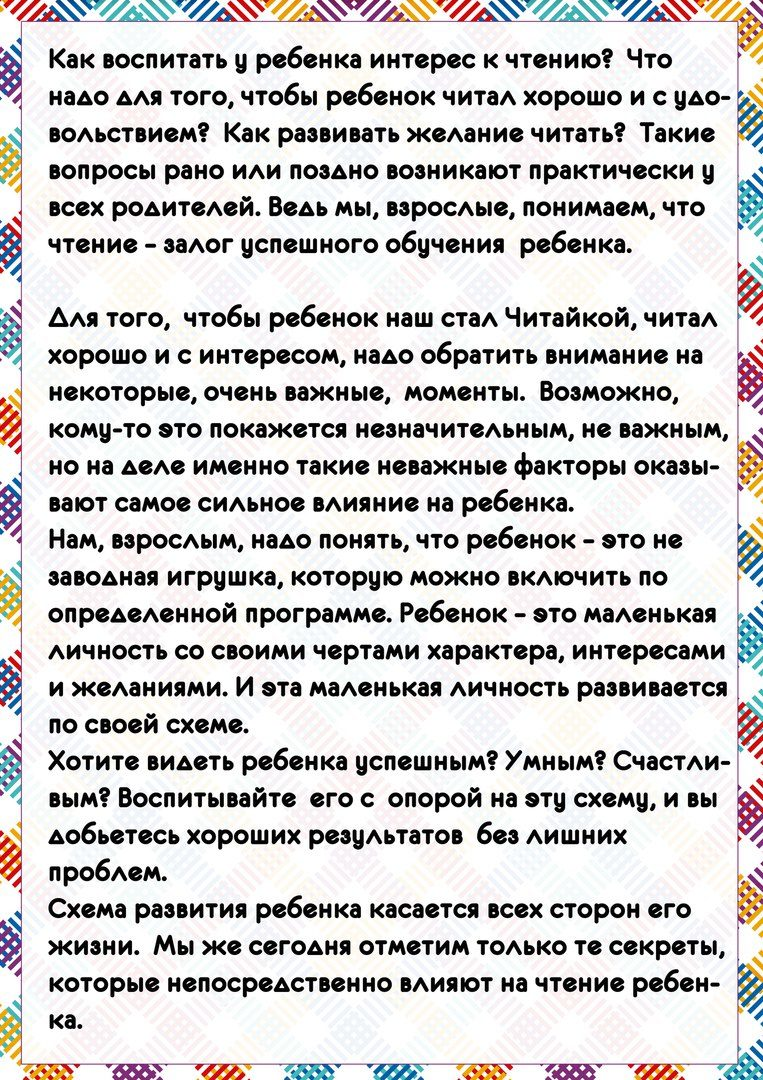 Как воспитать у ребенка интерес к чтению?  Что
надо для того, чтобы ребенок читал хорошо и с удо-
вольствием?  Как развивать желание читать?  Такие
вопросы рано или поздно возникают практически у
всех родителей. Ведь мы, взрослые, понимаем, что
чтение – залог успешного обучения  ребенка.
Для того,  чтобы ребенок наш стал Читайкой, читал
хорошо и с интересом, надо обратить внимание на
некоторые, очень важные,  моменты.  Возможно,
кому-то это покажется незначительным, не важным,
но на деле именно такие неважные факторы оказы-
вают самое сильное влияние на ребенка.
Нам, взрослым, надо понять, что ребенок – это не
заводная игрушка, которую можно включить по
определенной программе. Ребенок – это маленькая
личность со своими чертами характера, интересами
и желаниями. И эта маленькая личность развивается
по своей схеме.
Хотите видеть ребенка успешным? Умным? Счастли-
вым? Воспитывайте  его с  опорой на эту схему, и вы
добьетесь хороших результатов  без лишних
проблем.
Схема развития ребенка касается всех сторон его
жизни.  Мы же сегодня отметим только те секреты,
которые непосредственно влияют на чтение ребен-
ка.